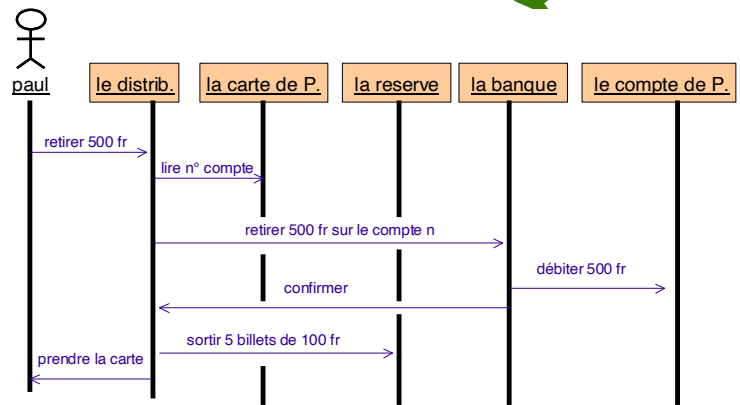 paul
le distrib.
la carte de P.
la reserve
la banque
le compte de P.
retirer 500 fr
lire n° compte
retirer 500 fr sur le compte n
débiter 500 fr
confirmer
sortir 5 billets de 100 fr
prendre la carte